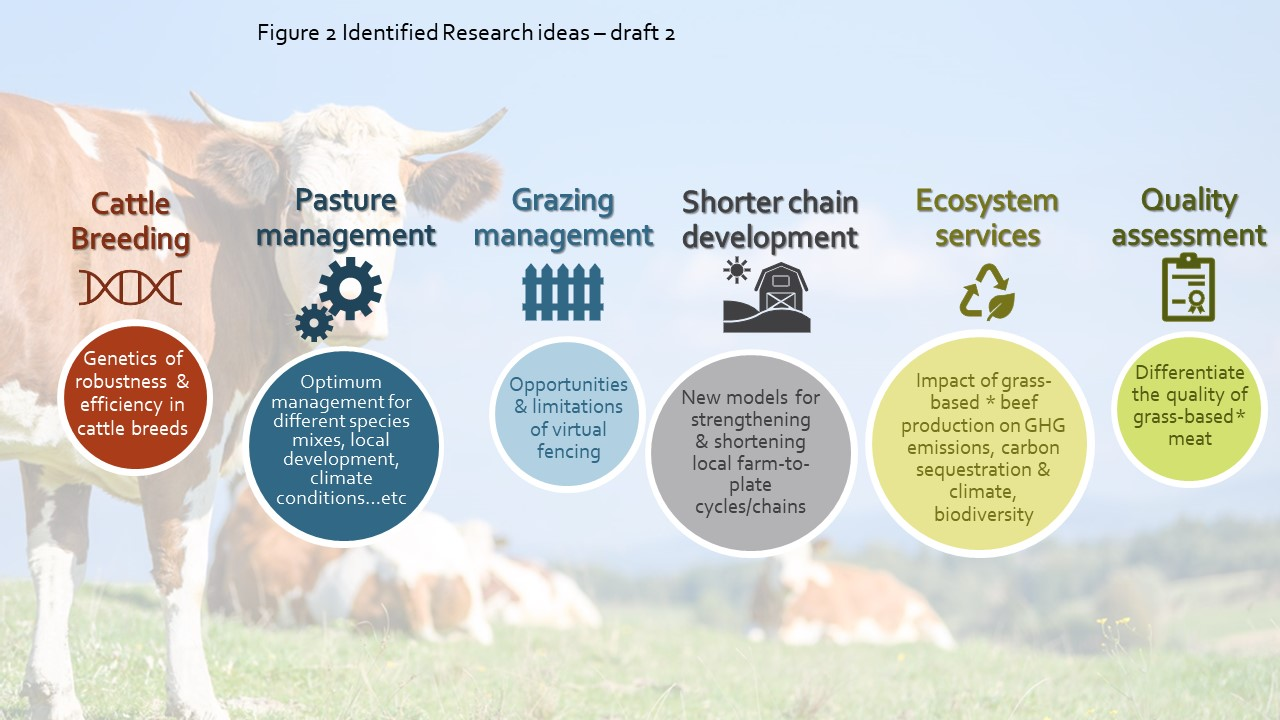 Figure 2 Identified Research ideas – draft 2
Cattle
Breeding
Genetics of
robustness &
efficiency in
cattle breeds
Pasture
management
Optimum
management for
different species
mixes, local
development,
climate
conditions...etc
Grazing
management
Opportunities
& limitations
of virtual
fencing
Shorter chain
development
New models for
strengthening
& shortening
local farm-to-
plate
cycles/chains
Ecosystem
services
Impact of grass-
based * beef
production on GHG
emissions, carbon
sequestration &
climate,
biodiversity
Quality
assessment
Differentiate
the quality of
grass-based*
meat